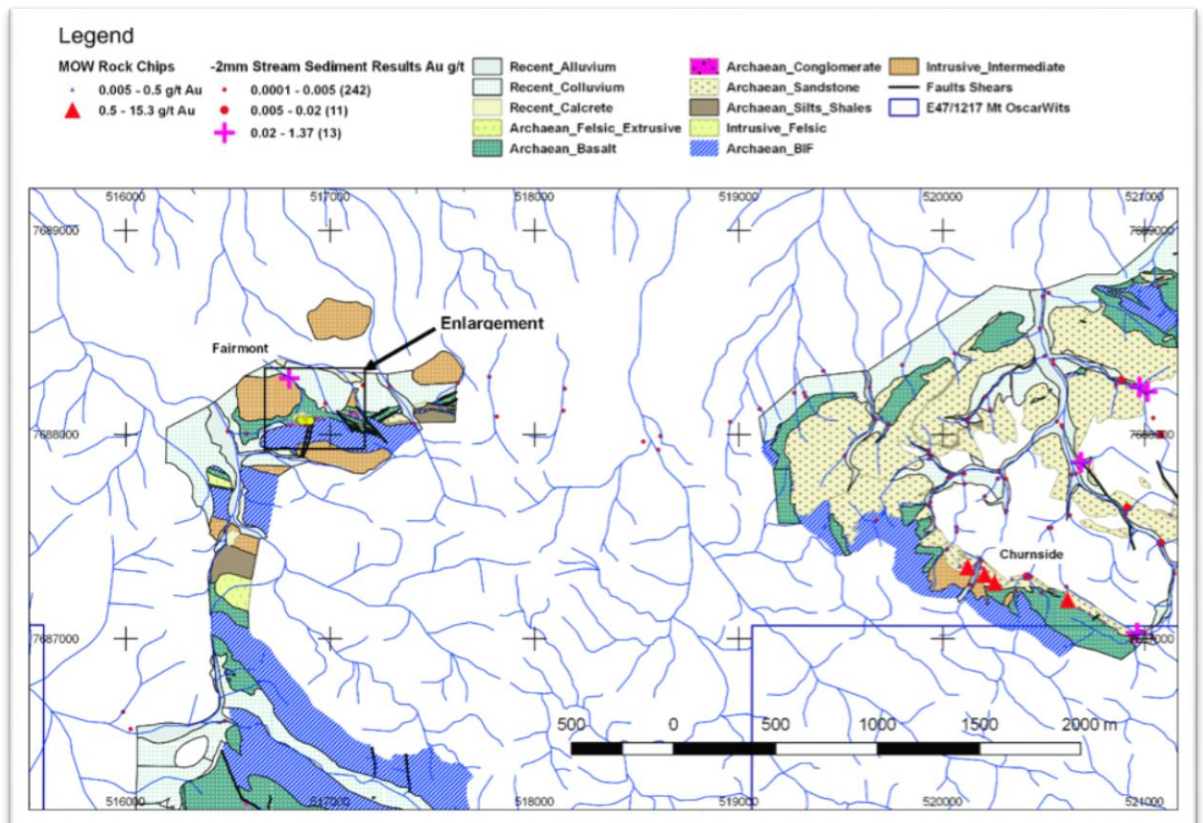 Legend
MOW Rock Chips
0.005 - 0.5 g/t Au
0.5 - 15.3 g/t Au
-2mm Stream Sediment Results Au g/t
0.0001 - 0.005 (242)
0.005 - 0.02 (11)
0.02 - 1.37 (13)
Recent_Alluvium
Recent_Colluvium
Recent_Calcrete
Archaean_Felsic_Extrusive
Archaean_Basalt
Archaean_Conglomerate
Archaean_Sandstone
Archaean_Silts_Shales
Intrusive_Felsic
Archaean_BIF
Intrusive_Intermediate
Faults Shears
E47/1217 Mt OscarWits
516000 517000 518000 519000 520000 521000
7689000 7689000
Enlargement
Fairmont
7688000 7688000
Churnside
7687000 7687000
500 0 500 1000 1500 2000 m
516000 517000 518000 519000 520000 521000